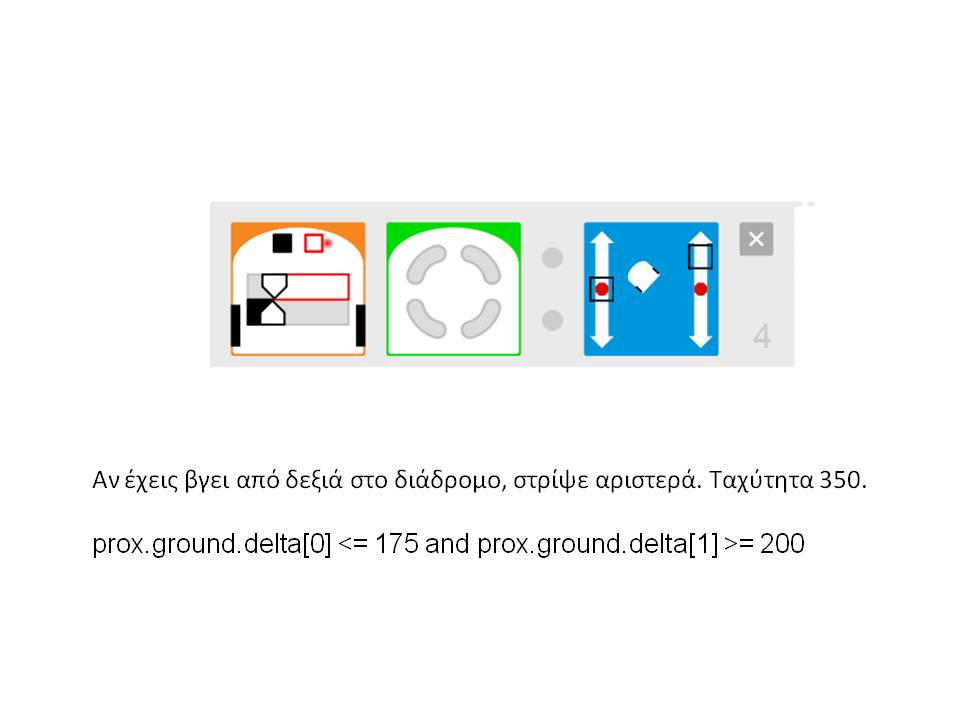 4
Αν έχεις βγει από δεξιά στο διάδρομο, στρίψε αριστερά. Ταχύτητα 350.
prox.ground.delta[0] <= 175 and prox.ground.delta[1] >= 200